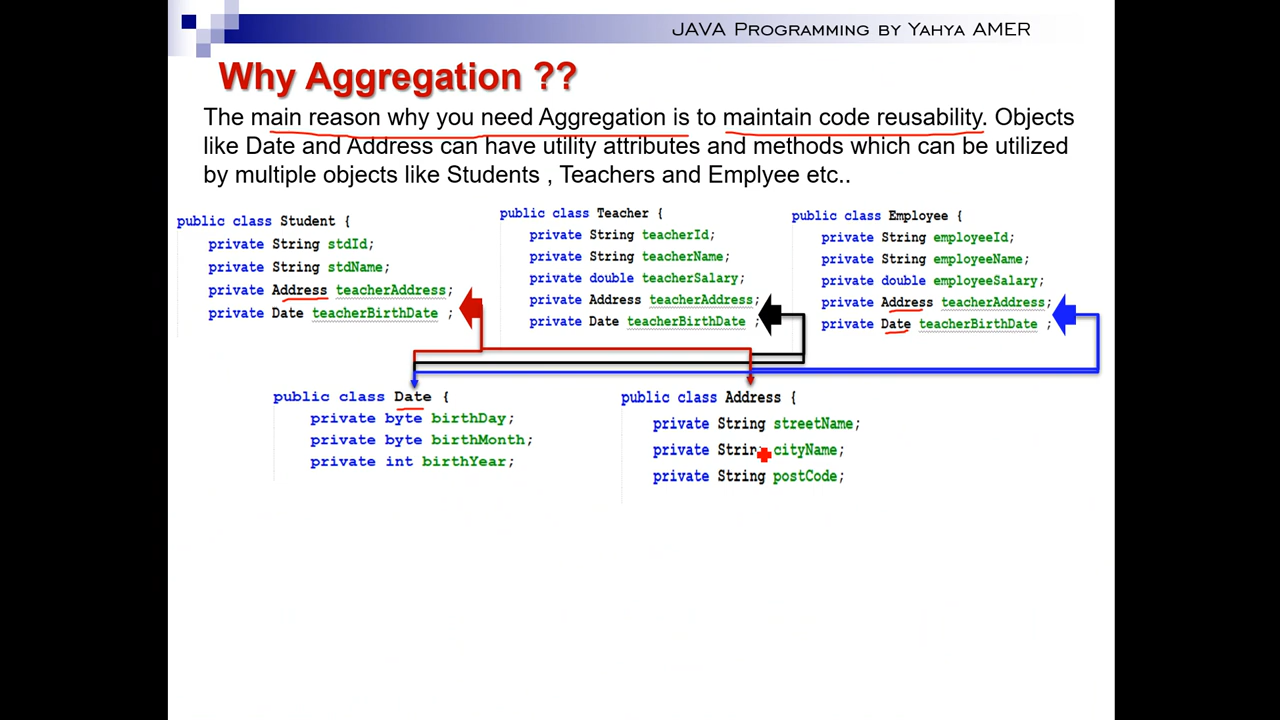 JAVA Programming by Yahya AMER
Why Aggregation ??
The main reason why you need Aggregation is to maintain code reusability. Objects
like Date and Address can have utility attributes and methods which can be utilized
by multiple objects like Students , Teachers and Emplyee etc..
public class Student {
private String stdId;
private String stdName;
private Address teacherAddress;
private Date teacherBirthDate ;
public class Teacher {
private String teacherId;
private String teacherName;
private double teacherSalary;
private Address teacherAddress;
private Date teacherBirthDate ;
public class Employee {
private String employeeId;
private String employeeName;
private double employeeSalary;
private Address teacherAddress;
private Date teacherBirthDate ;
public class Date {
private byte birthDay;
private byte birthMonth;
private int birthYear;
public class Address {
private String streetName;
private String cityName;
private String postCode;